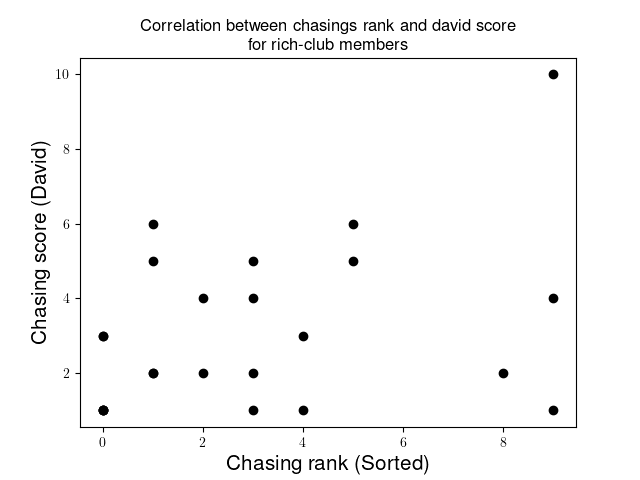 Correlation between chasings rank and david score
for rich-club members
10
8
6
4
2
Chasing score (David)
0 2 4 6 8
Chasing rank (Sorted)